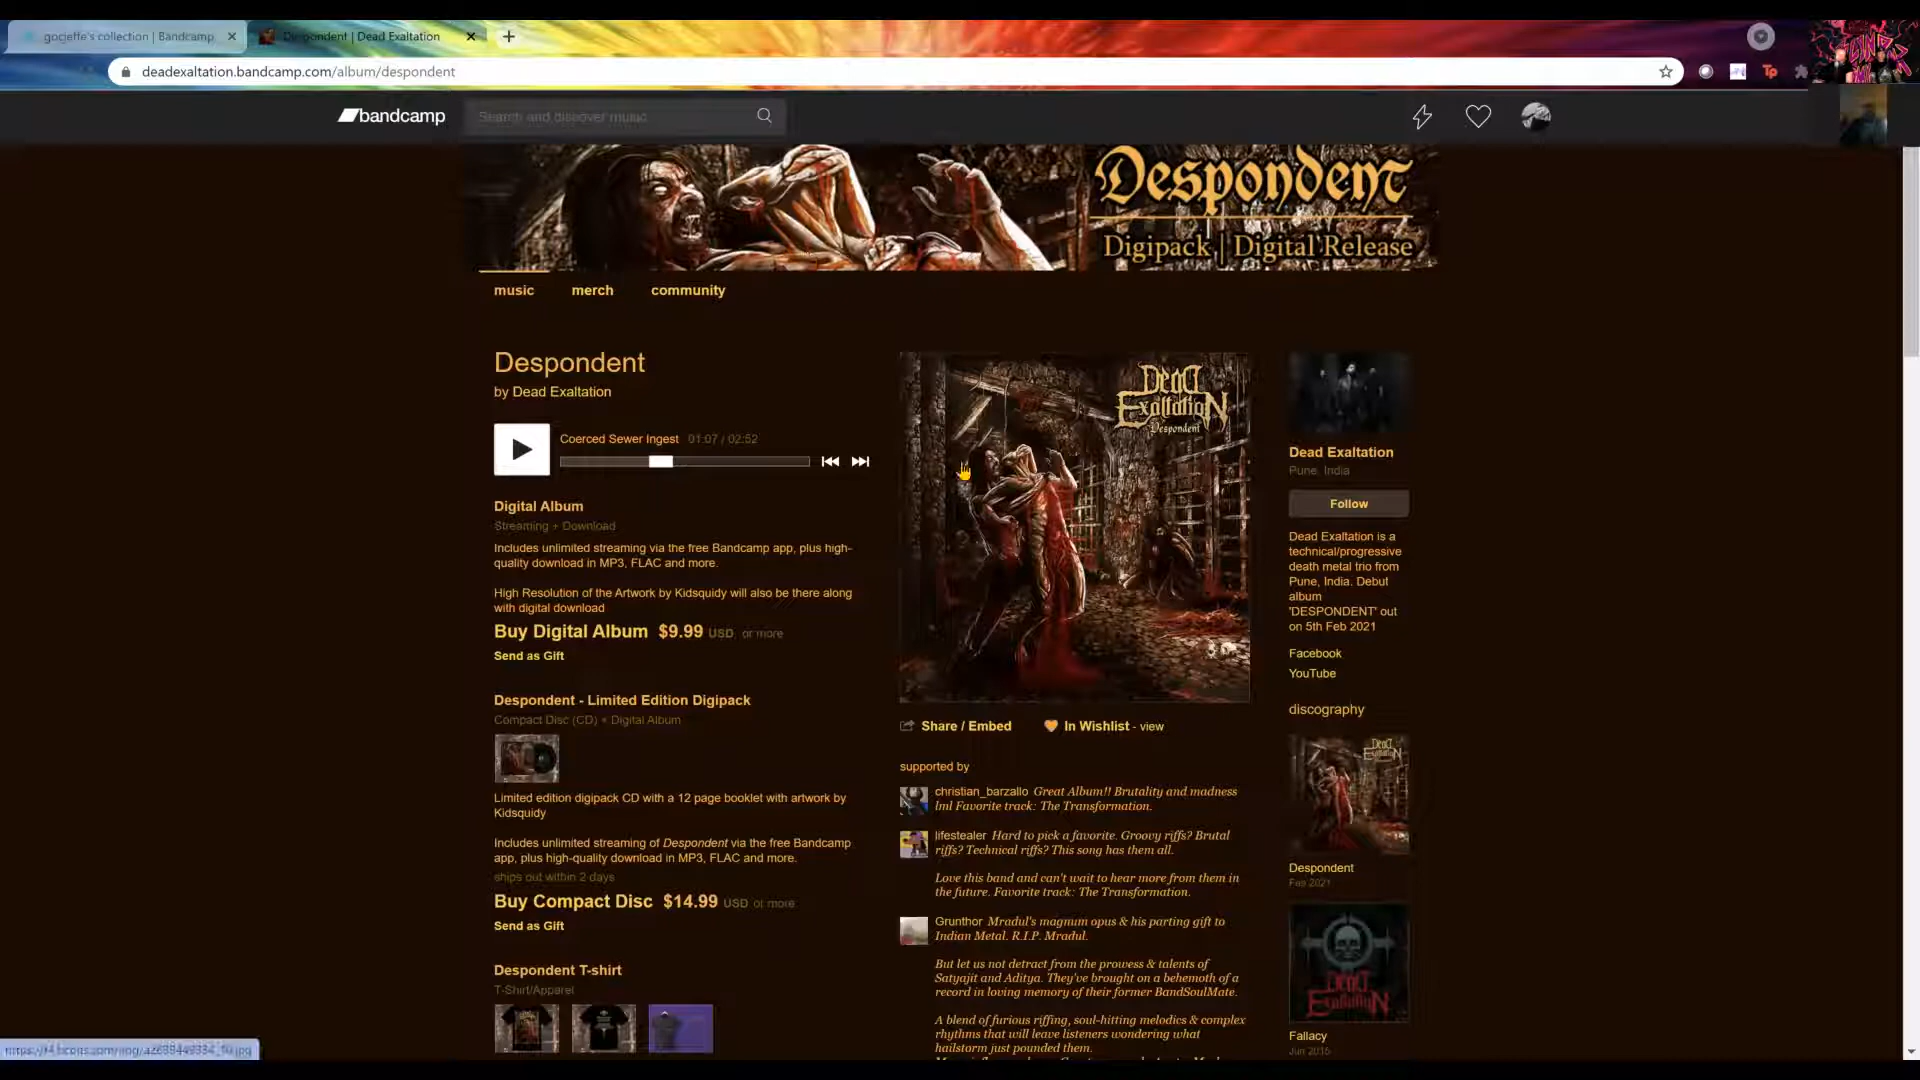 gocjeffe's collection | Bandcamp
Despondent | Dead Exaltation
deadexaltation.bandcamp.com/album/despondent
Tp
bandcamp
Search and discover music
Despondent
Digipack | Digital Release
music
merch
community
Despondent
by Dead Exaltation
Coerced Sewer Ingest 01:07 / 02:52
Digital Album
Streaming + Download
Includes unlimited streaming via the free Bandcamp app, plus high-
quality download in MP3, FLAC and more.
High Resolution of the Artwork by Kidsquidy will also be there along
with digital download
Buy Digital Album $9.99 USD or more
Send as Gift
Despondent - Limited Edition Digipack
Compact Disc (CD) + Digital Album
Limited edition digipack CD with a 12 page booklet with artwork by
Kidsquidy
Includes unlimited streaming of Despondent via the free Bandcamp
app, plus high-quality download in MP3, FLAC and more.
ships out within 2 days
Buy Compact Disc $14.99 USD or more
Send as Gift
Despondent T-shirt
T-Shirt/Apparel
Dead
Exaltation
Despondent
Share / Embed
In Wishlist - view
supported by
christian_barzallo Great Album!! Brutality and madness
lml Favorite track: The Transformation.
lifestealer Hard to pick a favorite. Groovy riffs? Brutal
riffs? Technical riffs? This song has them all.
Love this band and can't wait to hear more from them in
the future. Favorite track: The Transformation.
Grunthor Mradul's magnum opus & his parting gift to
Indian Metal. R.I.P. Mradul.
But let us not detract from the prowess & talents of
Satyajit and Aditya. They've brought on a behemoth of a
record in loving memory of their former BandSoulMate.
A blend of furious riffing, soul-hitting melodics & complex
rhythms that will leave listeners wondering what
hailstorm just pounded them.
Dead Exaltation
Pune, India
Follow
Dead Exaltation is a
technical/progressive
death metal trio from
Pune, India. Debut
album
'DESPONDENT' out
on 5th Feb 2021
Facebook
YouTube
discography
Dead
Exaltation
Despondent
Feb 2021
Dead
Exaltation
Fallacy
Jun 2015